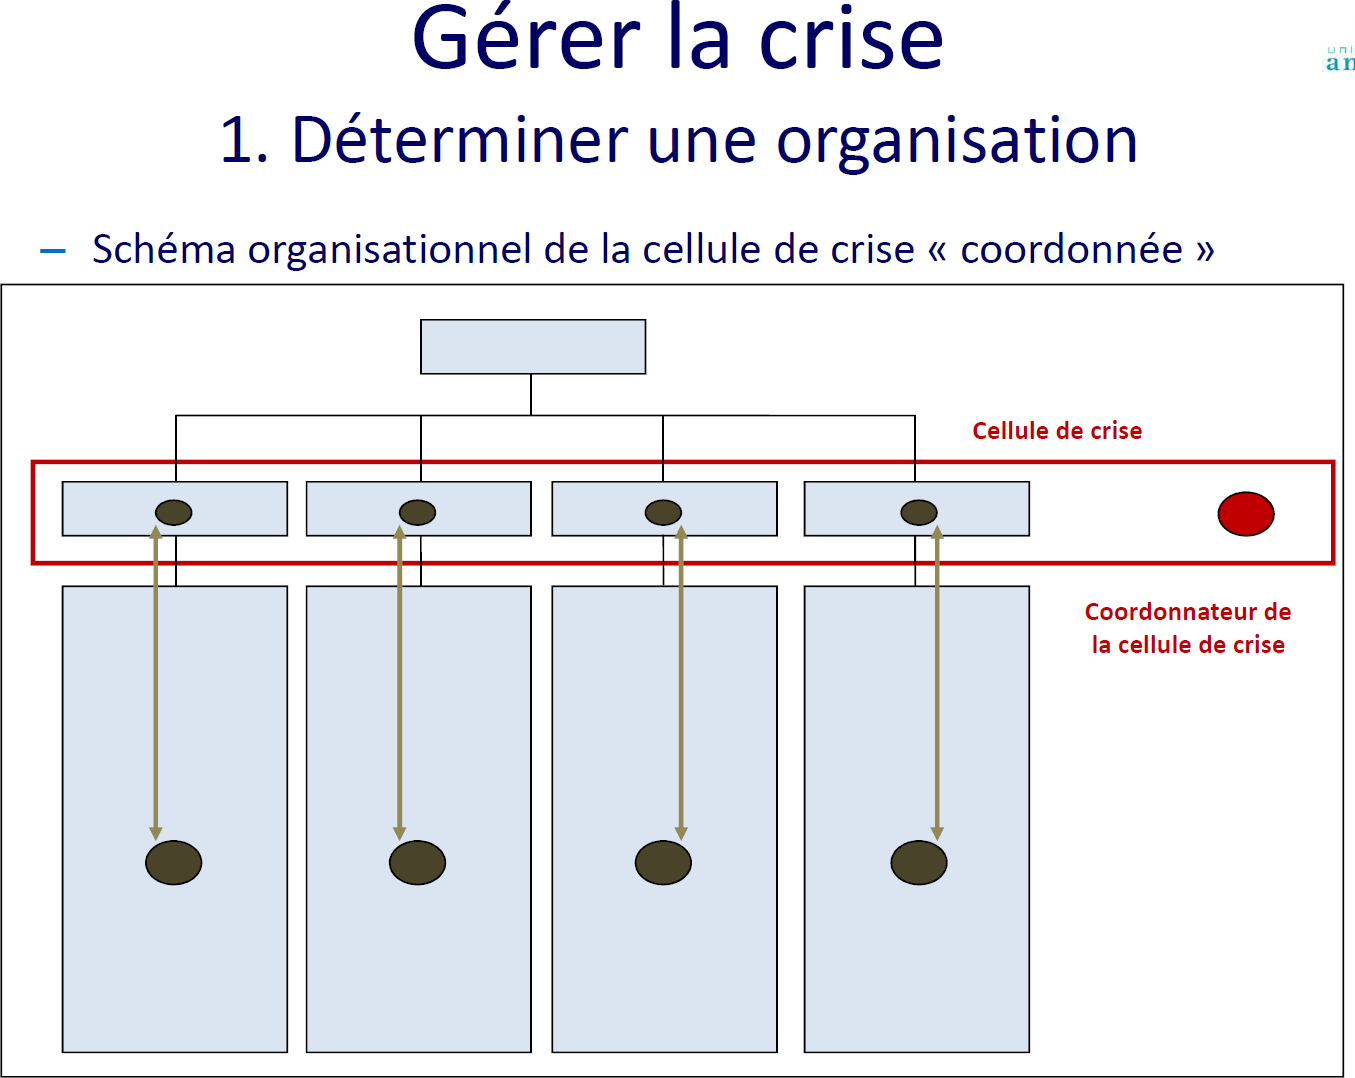 Gérer la crise
1. Déterminer une organisation
– Schéma organisationnel de la cellule de crise « coordonnée »
Cellule de crise
Coordonnateur de
la cellule de crise